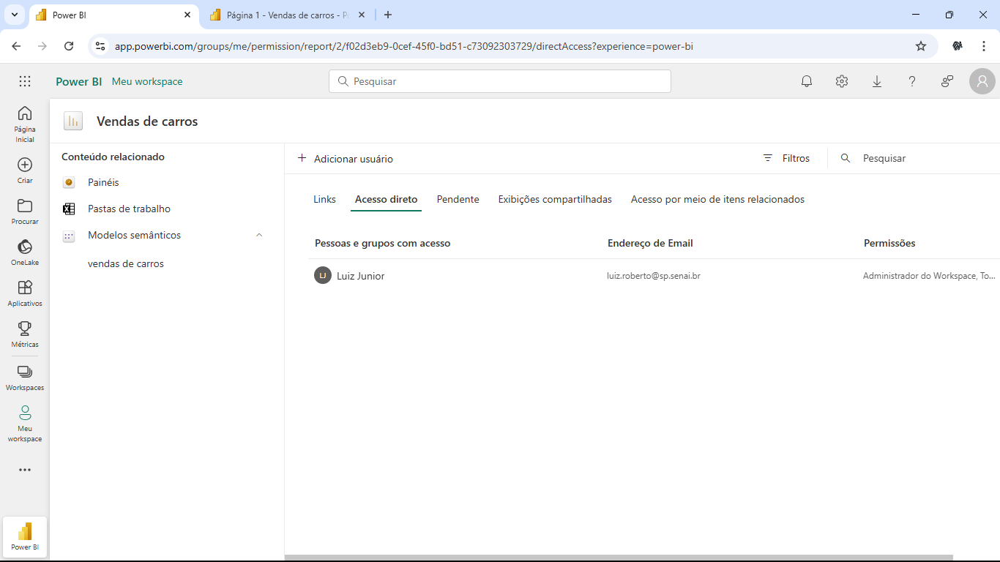 Power BI
Página 1 - Vendas de carros - P
app.powerbi.com/groups/me/permission/report/2/f02d3eb9-0cef-45f0-bd51-c73092303729/directAccess?experience=power-bi
Power BI Meu workspace
Pesquisar
Página
Inicial
Criar
Procurar
OneLake
Aplicativos
Métricas
Workspaces
Meu
workspace
Power BI
Vendas de carros
Conteúdo relacionado
Painéis
Pastas de trabalho
Modelos semânticos
vendas de carros
Adicionar usuário
Filtros
Pesquisar
Links Acesso direto Pendente Exibições compartilhadas Acesso por meio de itens relacionados
Pessoas e grupos com acesso Endereço de Email Permissões
LJ Luiz Junior luiz.roberto@sp.senai.br Administrador do Workspace, To...